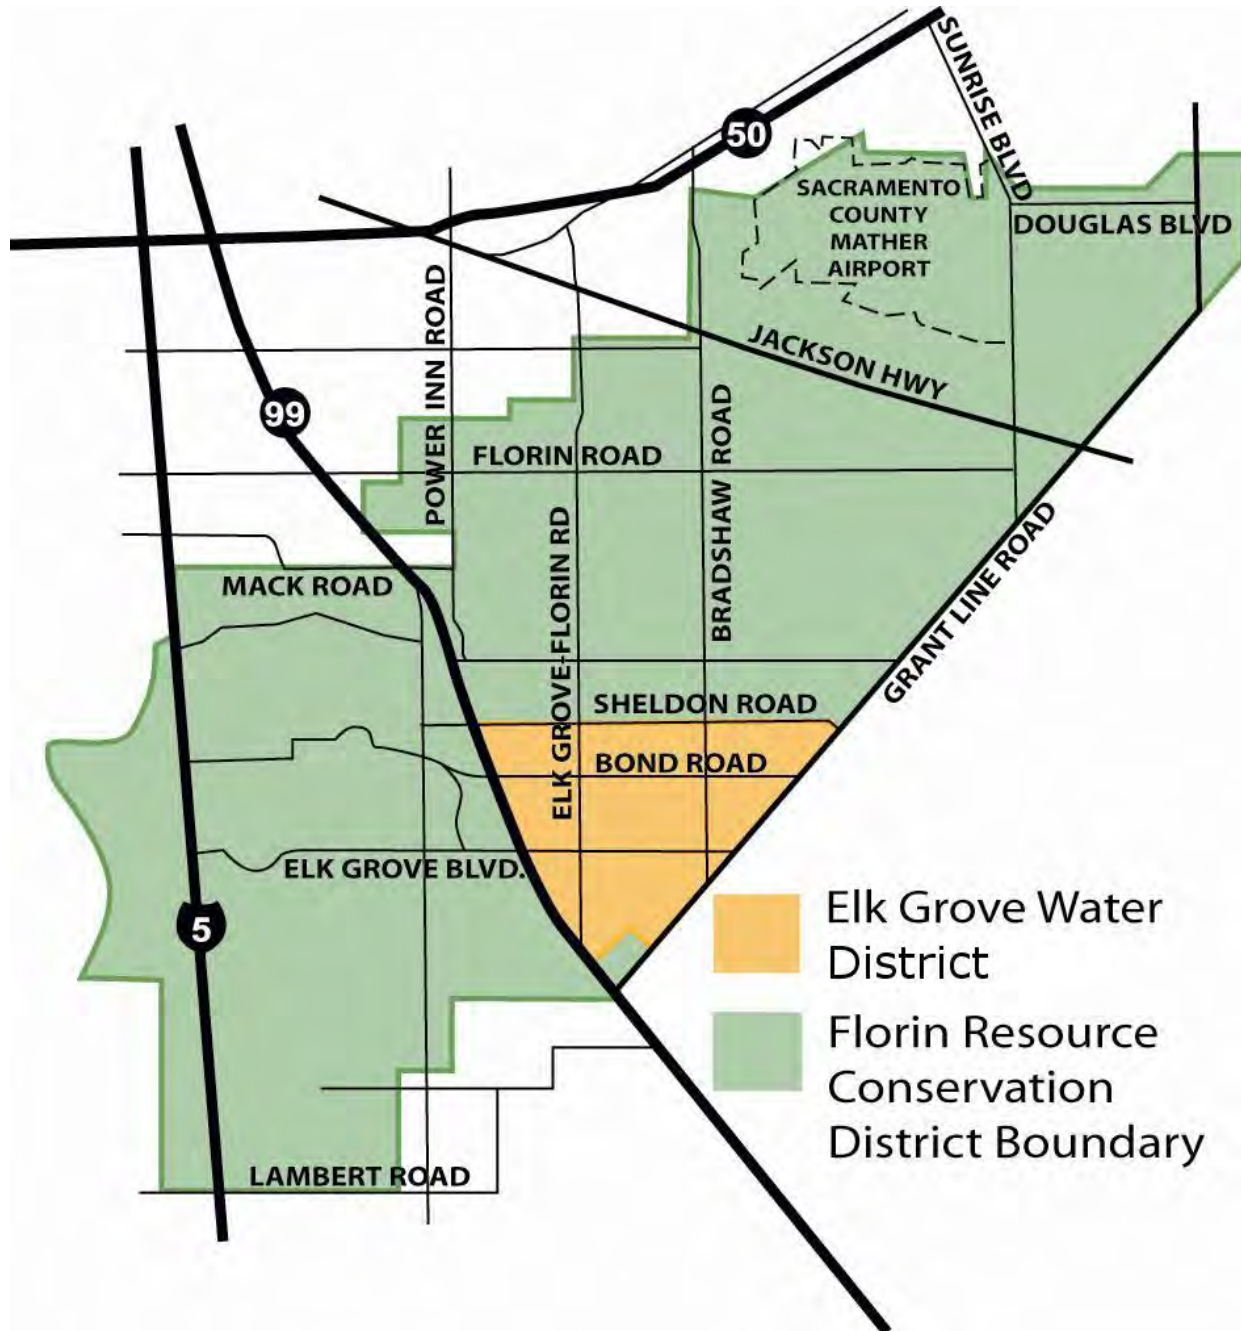 SUNRISE BLVD
50
SACRAMENTO
COUNTY
MATHER
AIRPORT
DOUGLAS BLVD
POWER INN ROAD
JACKSON HWY
99
BRADSHAW ROAD
FLORIN ROAD
ELK GROVE-FLORIN RD
GRANT LINE ROAD
MACK ROAD
SHELDON ROAD
BOND ROAD
ELK GROVE BLVD.
5
Elk Grove Water
District
Florin Resource
Conservation
District Boundary
LAMBERT ROAD